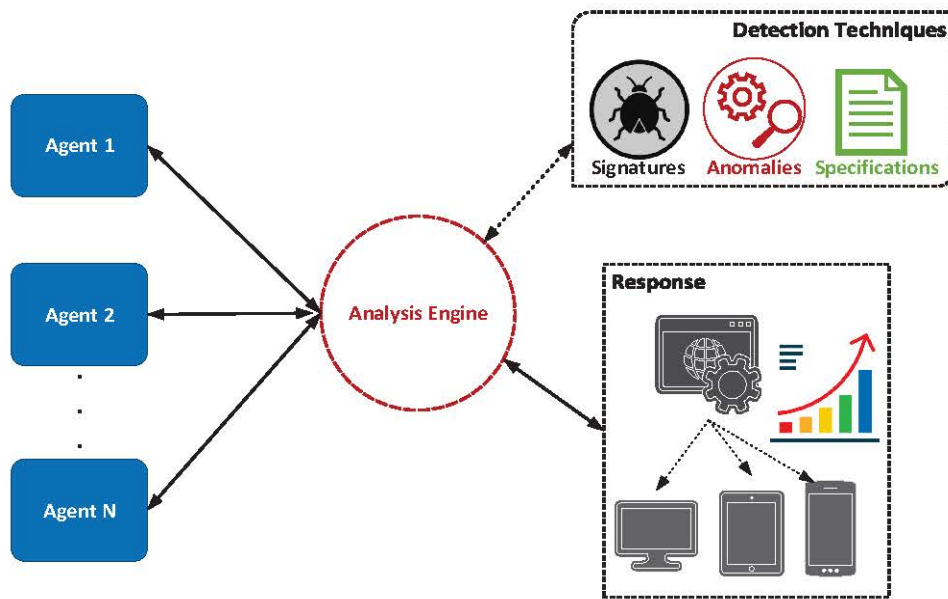 Detection Techniques
Signatures
Anomalies
Specifications
Agent 1
Agent 2
.
.
.
Agent N
Analysis Engine
Response